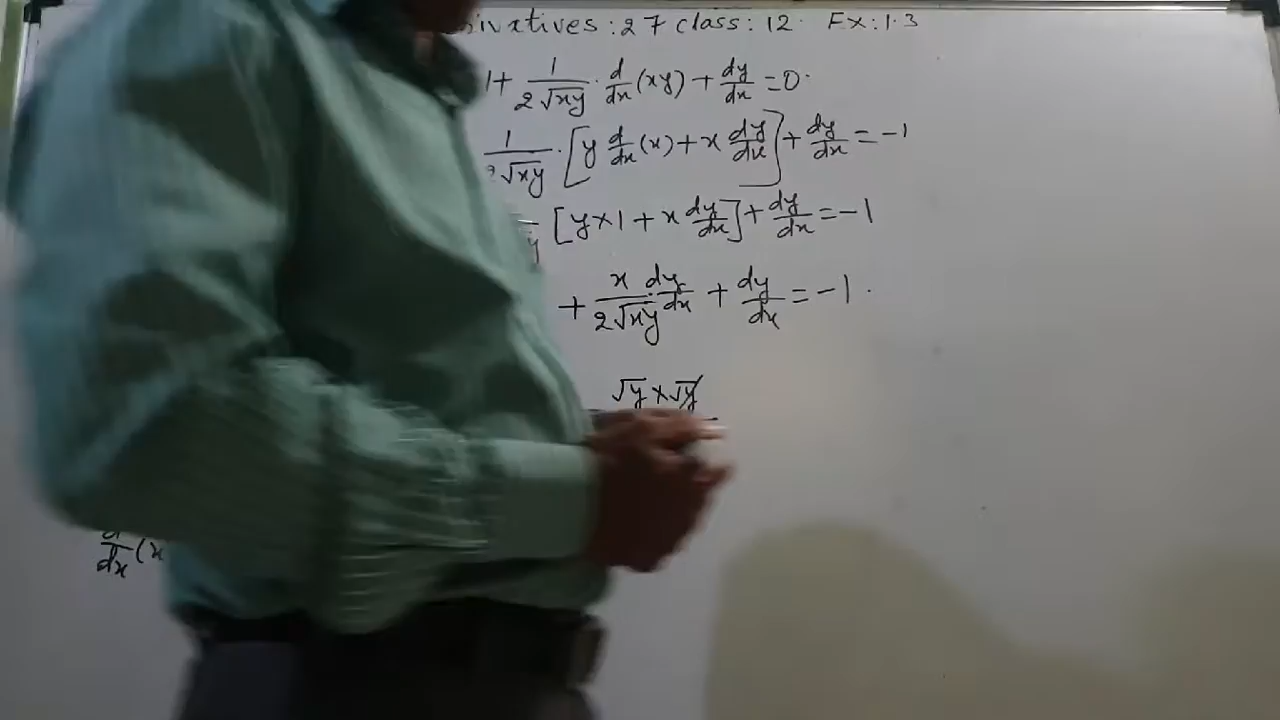 : 27 class: 12. Ex: 1.3
1 + 1/2√xy · d/dx (xy) + dy/dx = 0.
1/2√xy · [y d/dx (x) + x dy/dx] + dy/dx = -1
[y×1 + x dy/dx] + dy/dx = -1
+ x/2√xy · dy/dx + dy/dx = -1.
√y × √y
d/dx (x